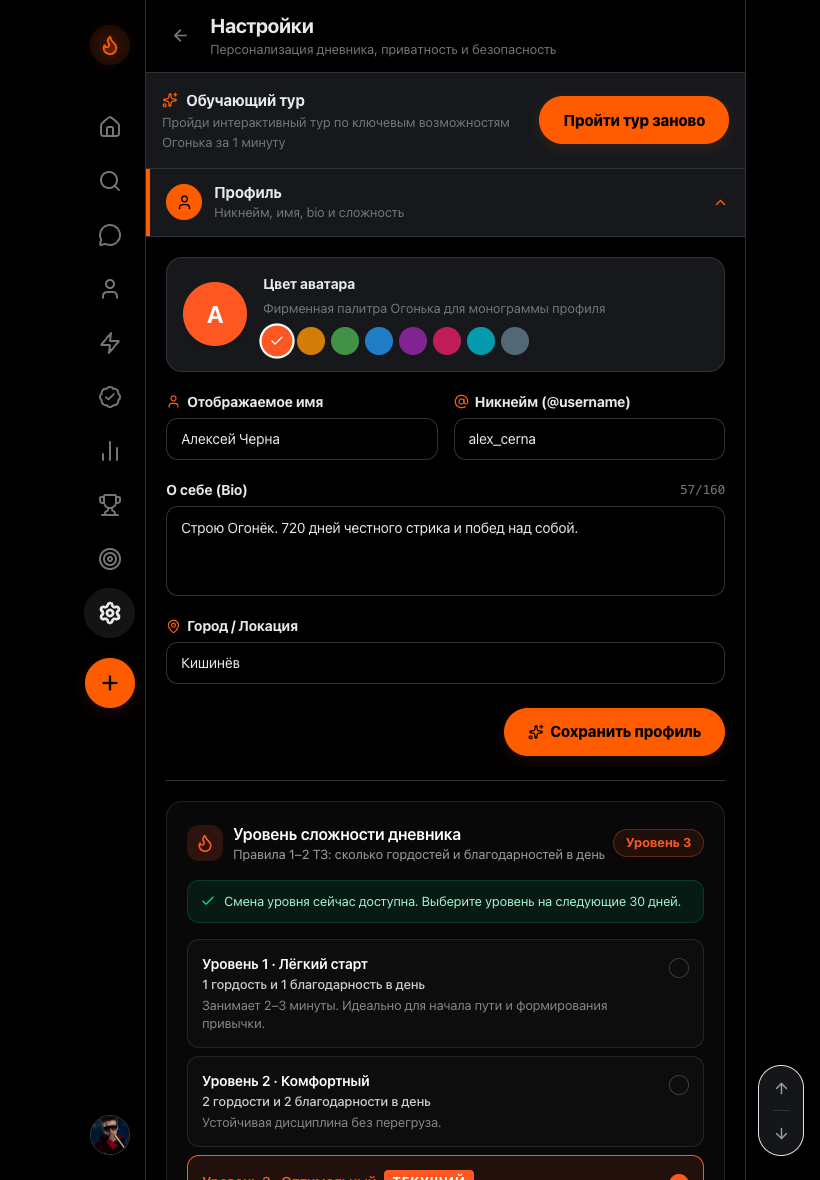 Настройки
Персонализация дневника, приватность и безопасность
Обучающий тур
Пройди интерактивный тур по ключевым возможностям
Огонька за 1 минуту
Пройти тур заново
Профиль
Никнейм, имя, bio и сложность
A
Цвет аватара
Фирменная палитра Огонька для монограммы профиля
Отображаемое имя
Никнейм (@username)
Алексей Черна
alex_cerna
О себе (Bio)
57/160
Строю Огонёк. 720 дней честного стрика и побед над собой.
Город / Локация
Кишинёв
Сохранить профиль
Уровень сложности дневника
Правила 1–2 ТЗ: сколько гордостей и благодарностей в день
Уровень 3
Смена уровня сейчас доступна. Выберите уровень на следующие 30 дней.
Уровень 1 · Лёгкий старт
1 гордость и 1 благодарность в день
Занимает 2–3 минуты. Идеально для начала пути и формирования
привычки.
Уровень 2 · Комфортный
2 гордости и 2 благодарности в день
Устойчивая дисциплина без перегруза.
Уровень 3 · Оптимальный
ТЕКУЩИЙ